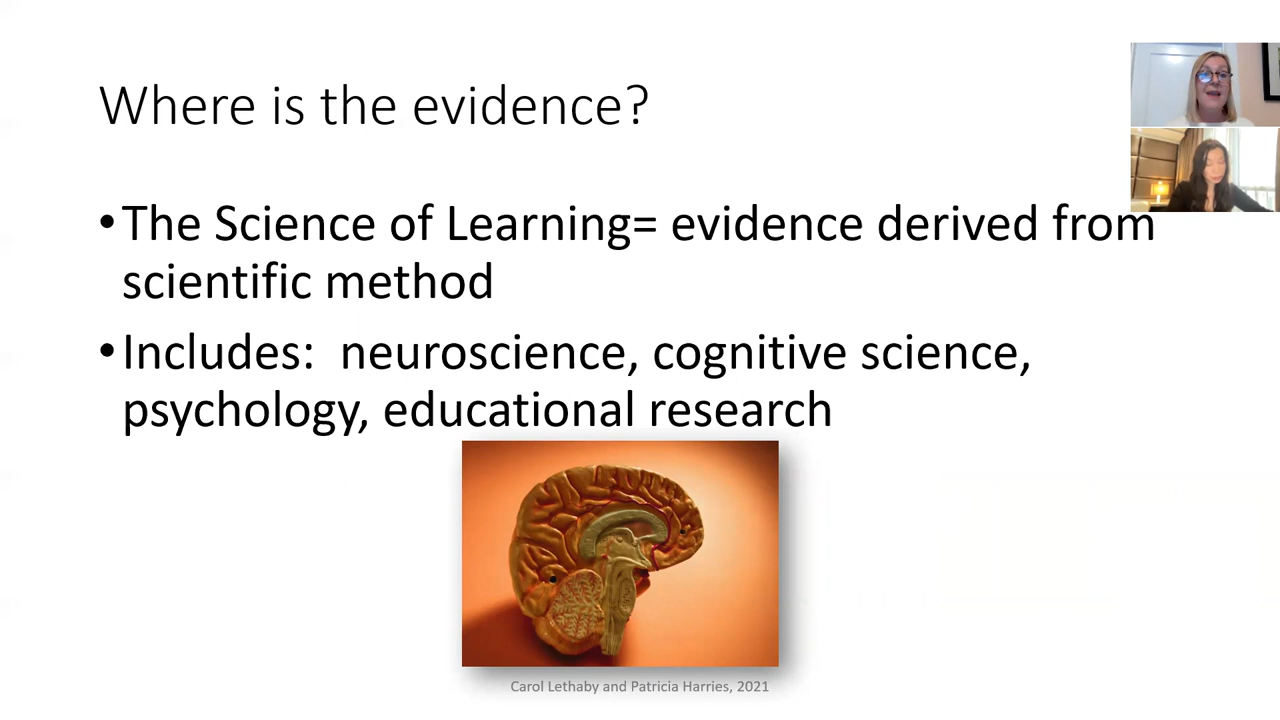 Where is the evidence?
•The Science of Learning= evidence derived from
scientific method
•Includes:  neuroscience, cognitive science,
psychology, educational research
Carol Lethaby and Patricia Harries, 2021